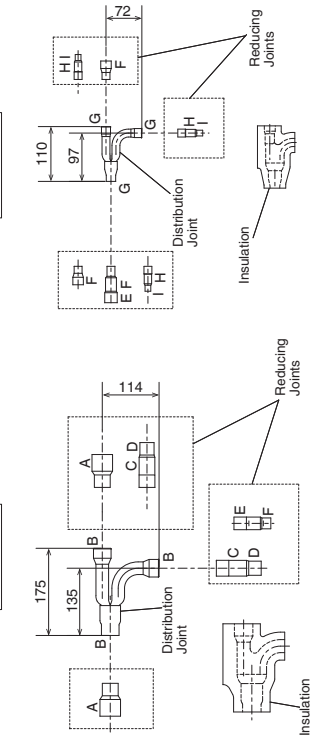 72
H I
F
G
110
97
G
G
H
I
Reducing
Joints
Distribution
Joint
F
E F
I H
Insulation
114
A
C D
B
175
135
B
B
A
Distribution
Joint
Reducing
Joints
C
D
E
F
Insulation